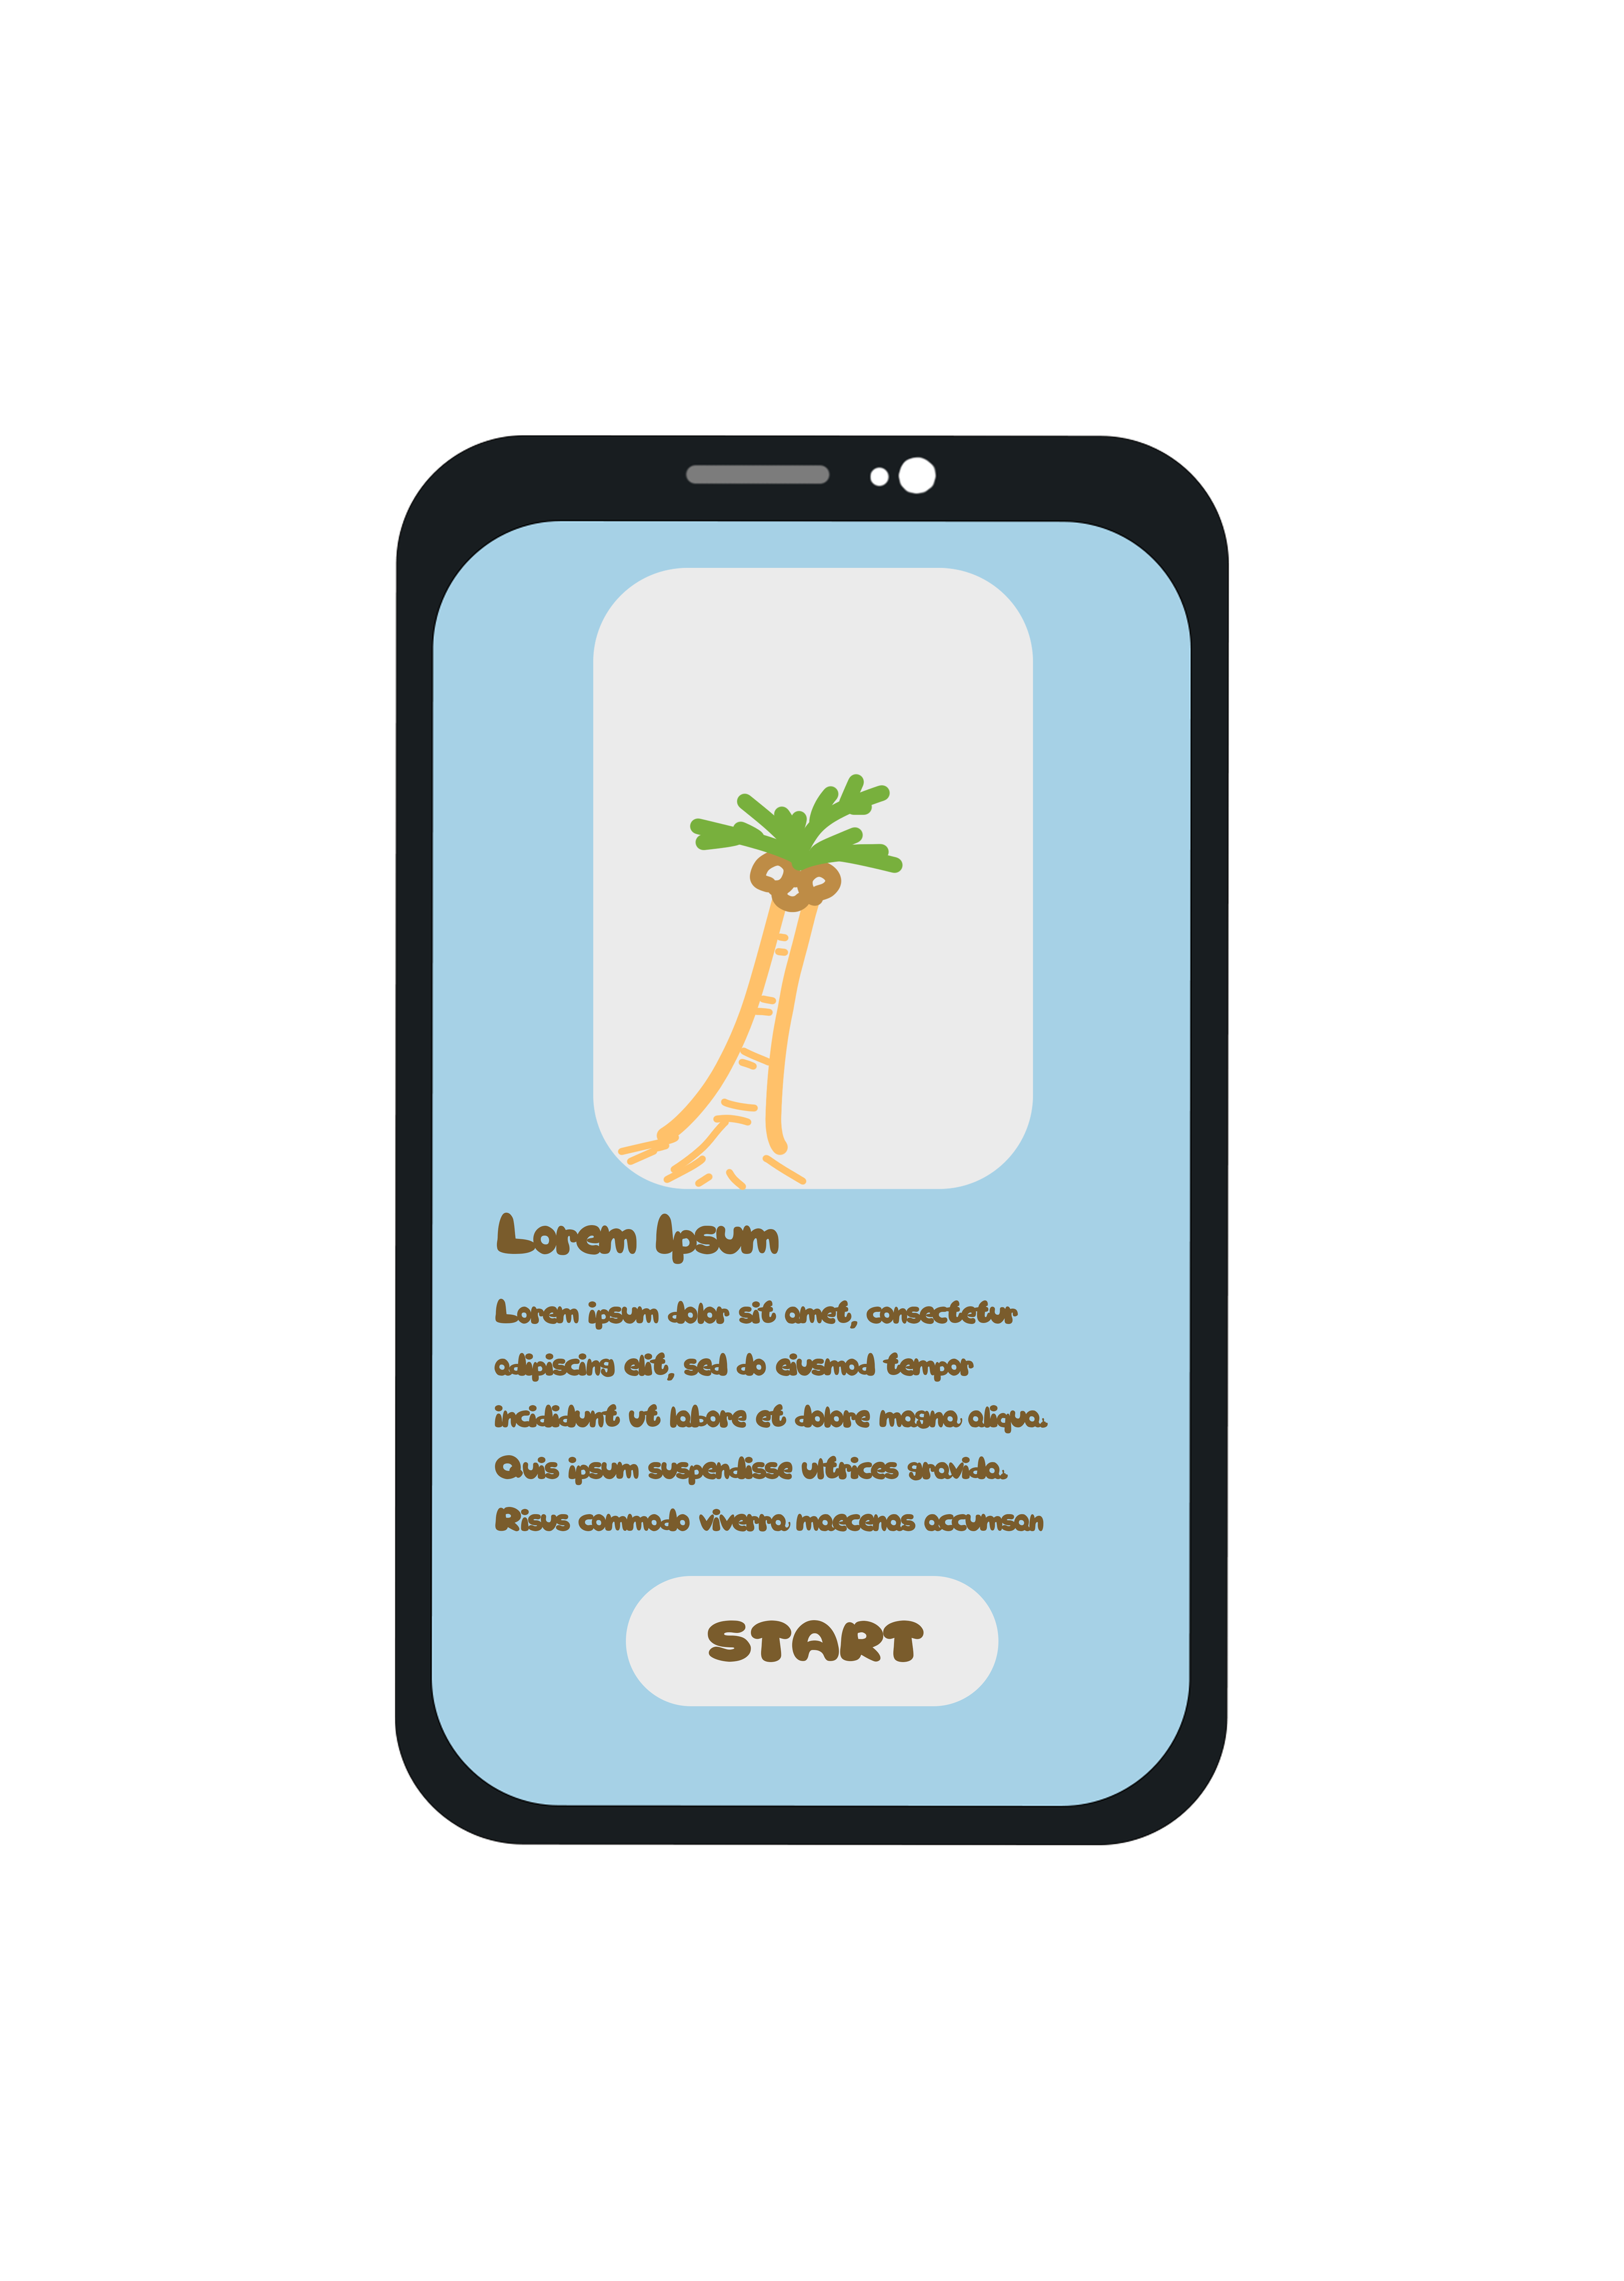 Lorem Ipsum
Lorem ipsum dolor sit amet, consectetur
adipiscing elit, sed do eiusmod tempor
incididunt ut labore et dolore magna aliqua.
Quis ipsum suspendisse ultrices gravida.
Risus commodo viverra maecenas accumsan
START